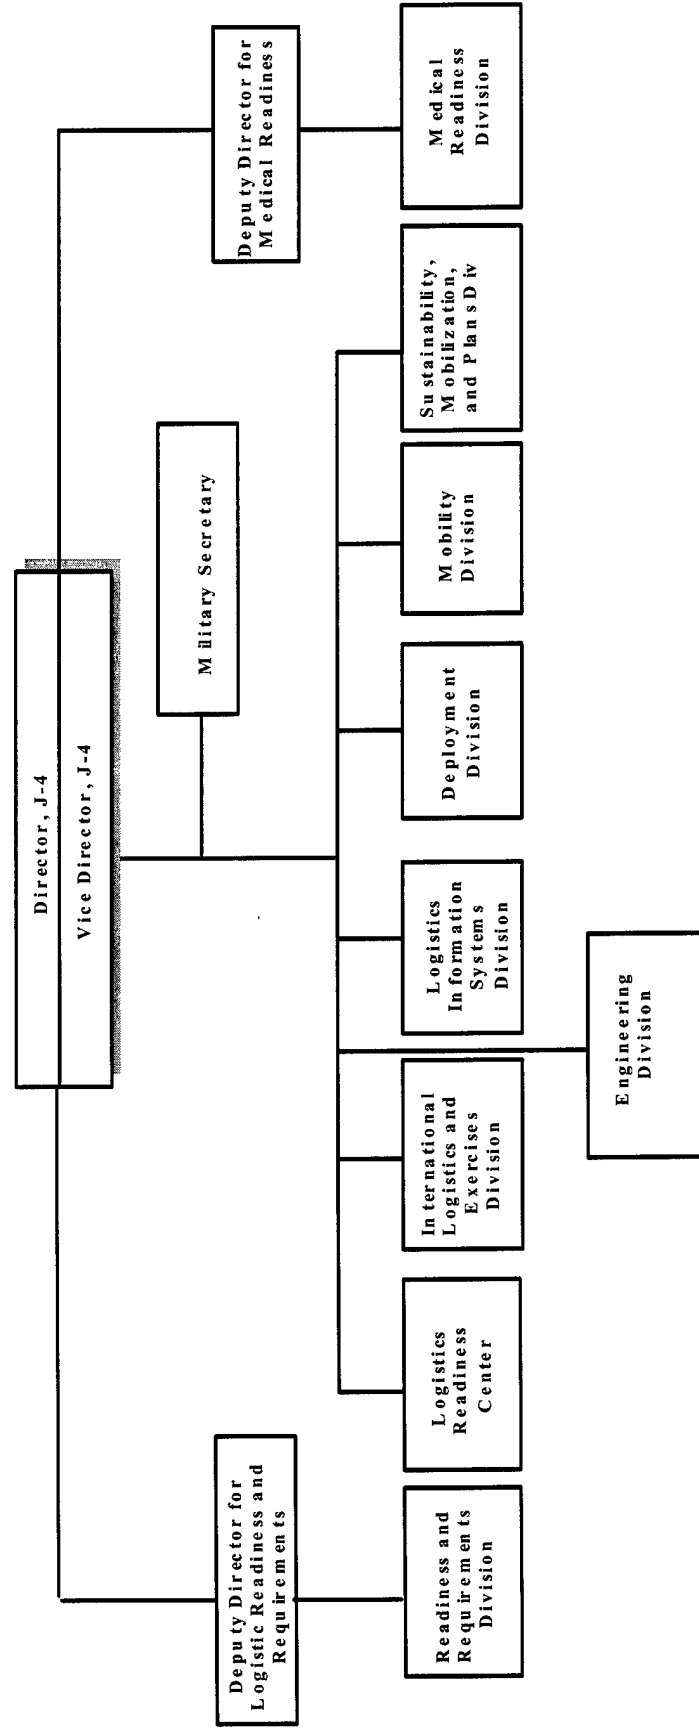 Director, J-4
Vice Director, J-4
Military Secretary
Deputy Director for
Logistic Readiness and
Requirements
Deputy Director for
Medical Readiness
Readiness and
Requirements
Division
Logistics
Readiness
Center
International
Logistics and
Exercises
Division
Logistics
Information
Systems
Division
Deployment
Division
Mobility
Division
Sustainability,
Mobilization,
and Plans Div
Medical
Readiness
Division
Engineering
Division